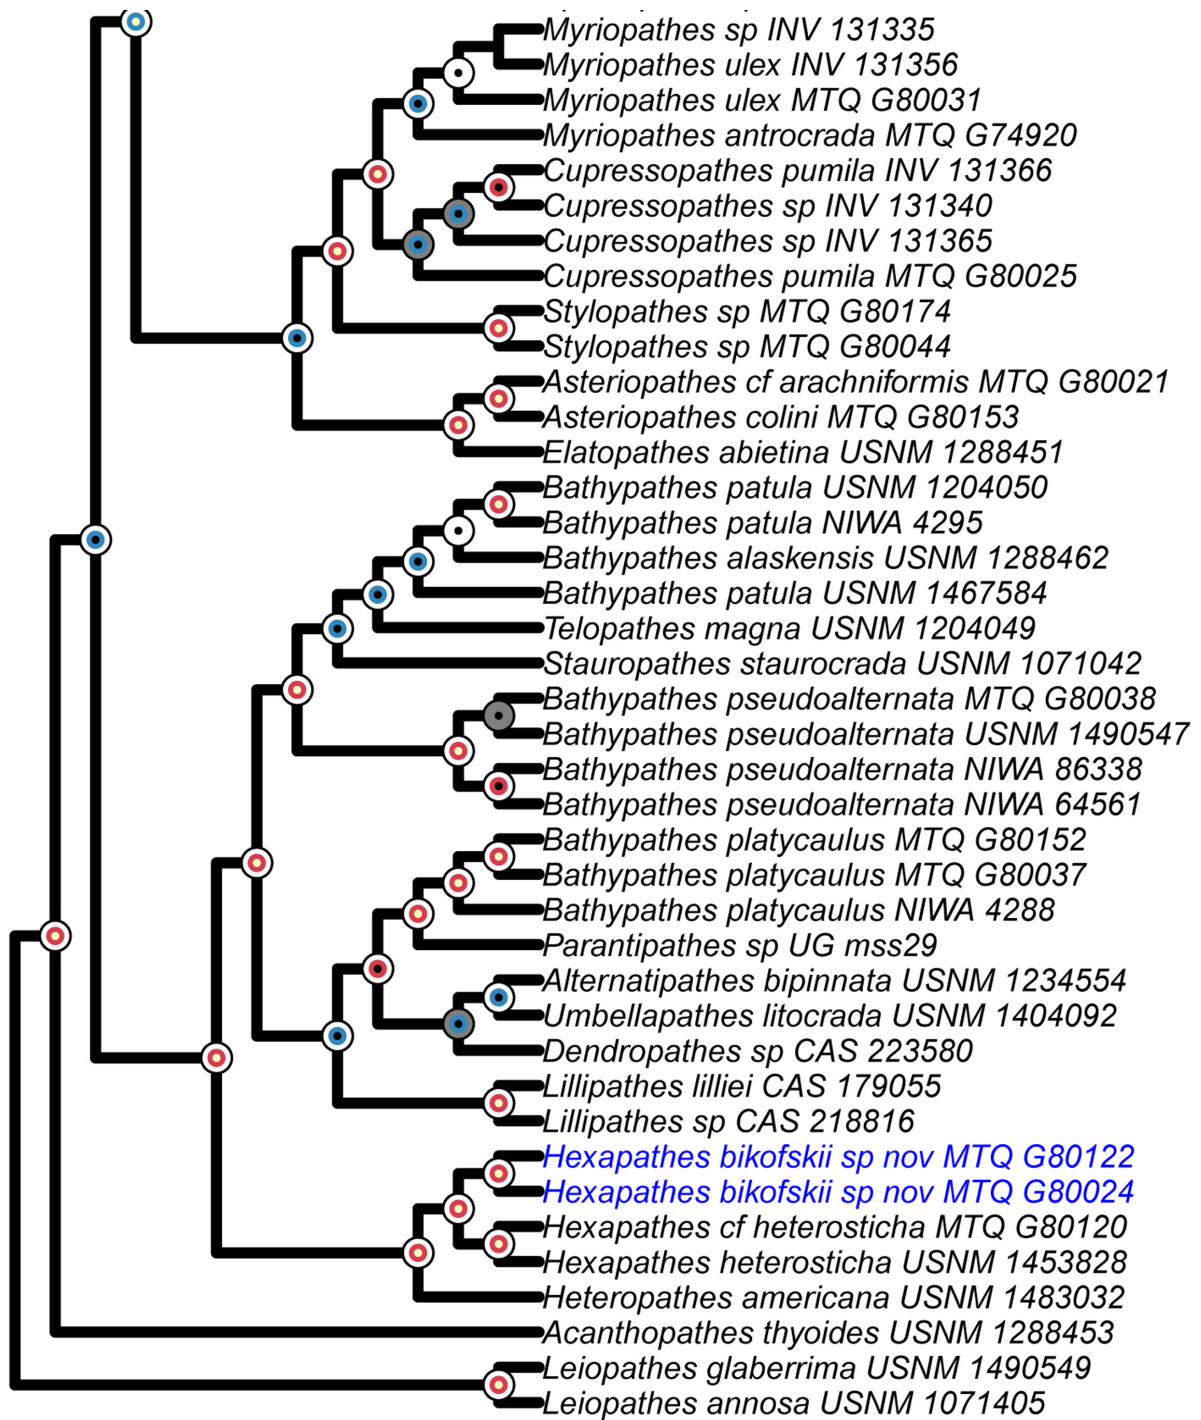 Myriopathes sp INV 131335
Myriopathes ulex INV 131356
Myriopathes ulex MTQ G80031
Myriopathes antrocrada MTQ G74920
Cupressopathes pumila INV 131366
Cupressopathes sp INV 131340
Cupressopathes sp INV 131365
Cupressopathes pumila MTQ G80025
Stylopathes sp MTQ G80174
Stylopathes sp MTQ G80044
Asteriopathes cf arachniformis MTQ G80021
Asteriopathes colini MTQ G80153
Elatopathes abietina USNM 1288451
Bathypathes patula USNM 1204050
Bathypathes patula NIWA 4295
Bathypathes alaskensis USNM 1288462
Bathypathes patula USNM 1467584
Telopathes magna USNM 1204049
Stauropathes staurocrada USNM 1071042
Bathypathes pseudoalternata MTQ G80038
Bathypathes pseudoalternata USNM 1490547
Bathypathes pseudoalternata NIWA 86338
Bathypathes pseudoalternata NIWA 64561
Bathypathes platycaulus MTQ G80152
Bathypathes platycaulus MTQ G80037
Bathypathes platycaulus NIWA 4288
Parantipathes sp UG mss29
Alternatipathes bipinnata USNM 1234554
Umbellapathes litocrada USNM 1404092
Dendropathes sp CAS 223580
Lillipathes lilliei CAS 179055
Lillipathes sp CAS 218816
Hexapathes bikofskii sp nov MTQ G80122
Hexapathes bikofskii sp nov MTQ G80024
Hexapathes cf heterosticha MTQ G80120
Hexapathes heterosticha USNM 1453828
Heteropathes americana USNM 1483032
Acanthopathes thyoides USNM 1288453
Leiopathes glaberrima USNM 1490549
Leiopathes annosa USNM 1071405